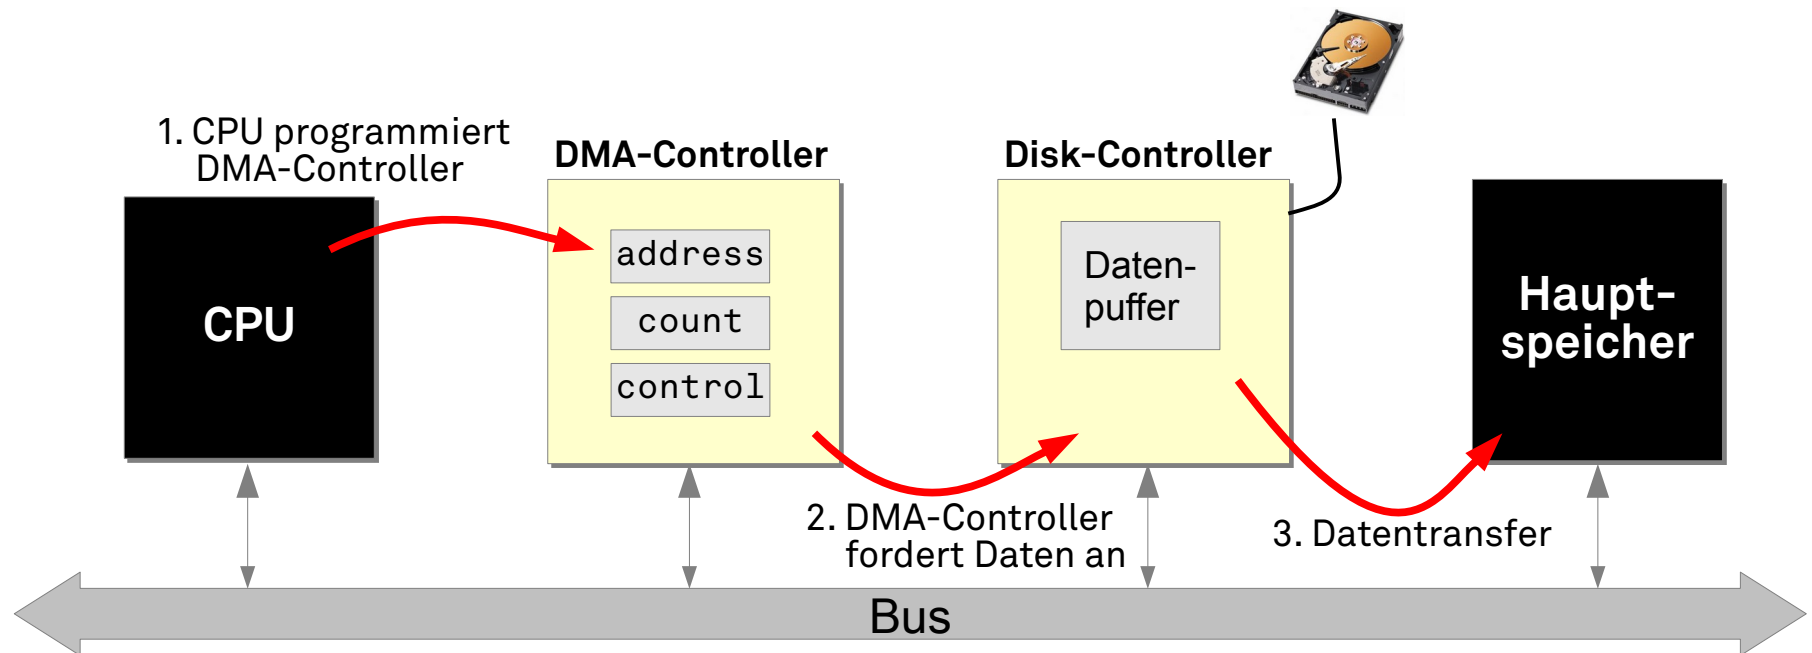 1. CPU programmiert
DMA-Controller
DMA-Controller
Disk-Controller
CPU
address
count
control
Daten-
puffer
Haupt-
speicher
2. DMA-Controller
fordert Daten an
3. Datentransfer
Bus